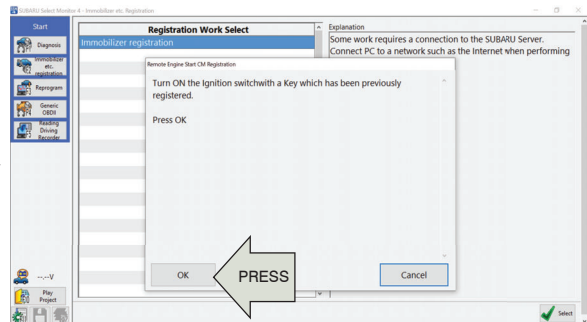 SUBARU Select Monitor 4 - Immobilizer etc. Registration
Start
Diagnosis
Immobilizer
etc.
registration
Reprogram
Generic
OBDII
Reading
Driving
Recorder
--.--V
Play
Project
Registration Work Select
Immobilizer registration
Explanation
Some work requires a connection to the SUBARU Server.
Connect PC to a network such as the Internet when performing
Remote Engine Start CM Registration
Turn ON the Ignition switchwith a Key which has been previously
registered.
Press OK
OK
PRESS
Cancel
Select